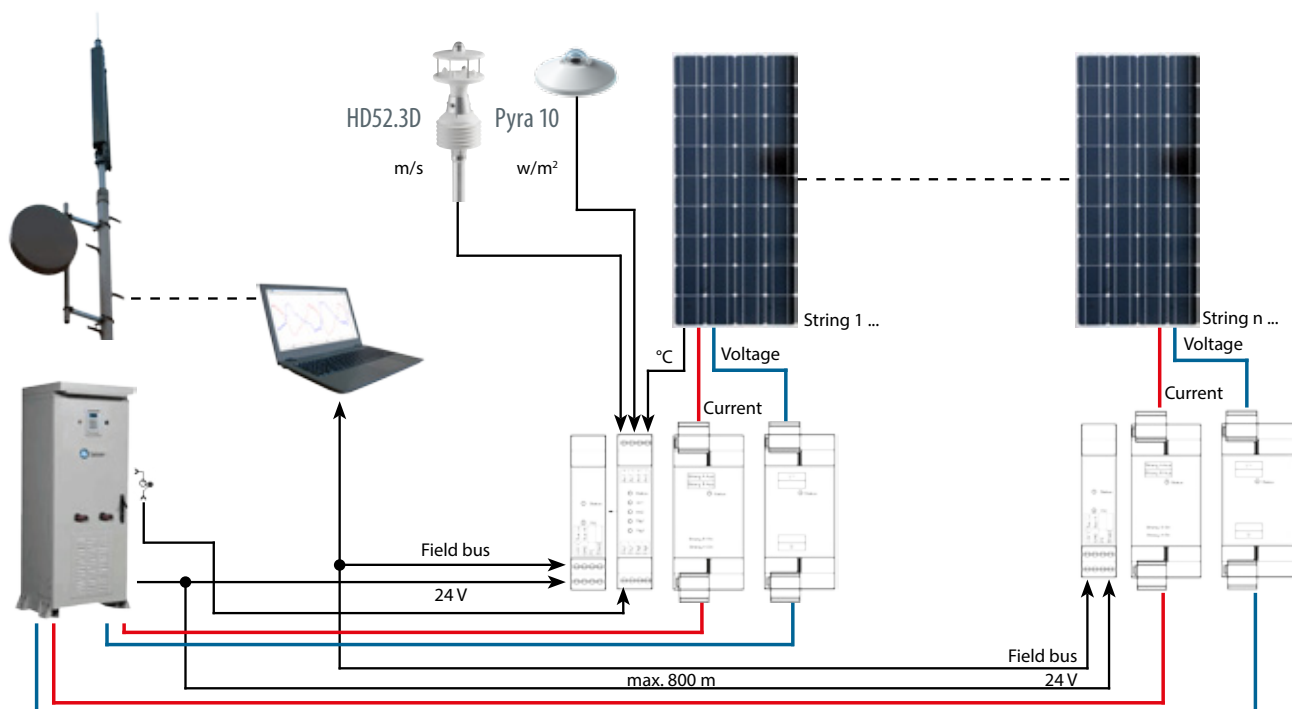 HD52.3D
Pyra 10
m/s
w/m²
String 1 ...
String n ...
°C
Voltage
Voltage
Current
Current
Field bus
24 V
Field bus
max. 800 m
24 V